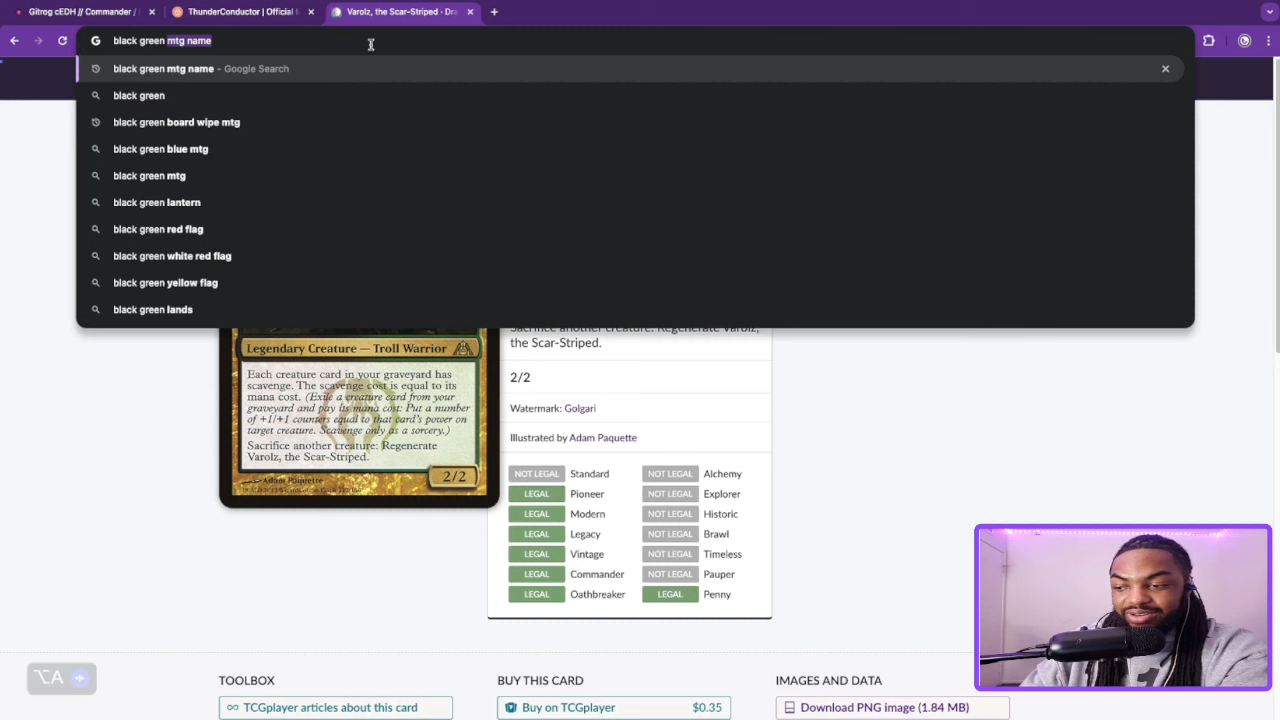 Gitrog cEDH // Commander /
ThunderConductor | Official
Varolz, the Scar-Striped · Dra
black green mtg name
black green mtg name - Google Search
black green
black green board wipe mtg
black green blue mtg
black green mtg
black green lantern
black green red flag
black green white red flag
black green yellow flag
black green lands
Legendary Creature — Troll Warrior
Each creature card in your graveyard has
scavenge. The scavenge cost is equal to its
mana cost. (Exile a creature card from your
graveyard and pay its mana cost: Put a number
of +1/+1 counters equal to that card's power on
target creature. Scavenge only as a sorcery.)
Sacrifice another creature: Regenerate
Varolz, the Scar-Striped.
Adam Paquette
2/2
Sacrifice another creature: Regenerate Varolz,
the Scar-Striped.
2/2
Watermark: Golgari
Illustrated by Adam Paquette
NOT LEGAL Standard NOT LEGAL Alchemy
LEGAL Pioneer NOT LEGAL Explorer
LEGAL Modern NOT LEGAL Historic
LEGAL Legacy NOT LEGAL Brawl
LEGAL Vintage NOT LEGAL Timeless
LEGAL Commander NOT LEGAL Pauper
LEGAL Oathbreaker LEGAL Penny
⌥A
TOOLBOX
TCGplayer articles about this card
BUY THIS CARD
Buy on TCGplayer $0.35
IMAGES AND DATA
Download PNG image (1.84 MB)